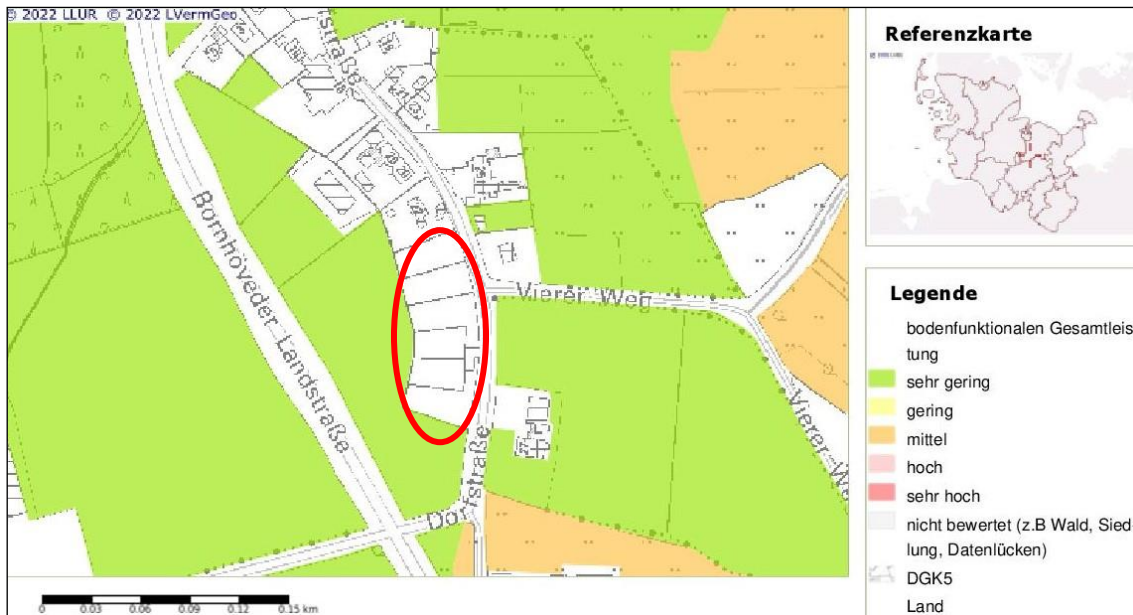 © 2022 LLUR © 2022 LVermGeo
straße
Bornhöveder Landstraße
Vierer Weg
Vierer We
Dorfstraße
0 0.03 0.06 0.09 0.12 0.15 km
Referenzkarte
Legende
bodenfunktionalen Gesamtleis
tung
sehr gering
gering
mittel
hoch
sehr hoch
nicht bewertet (z.B Wald, Sied-
lung, Datenlücken)
DGK5
Land